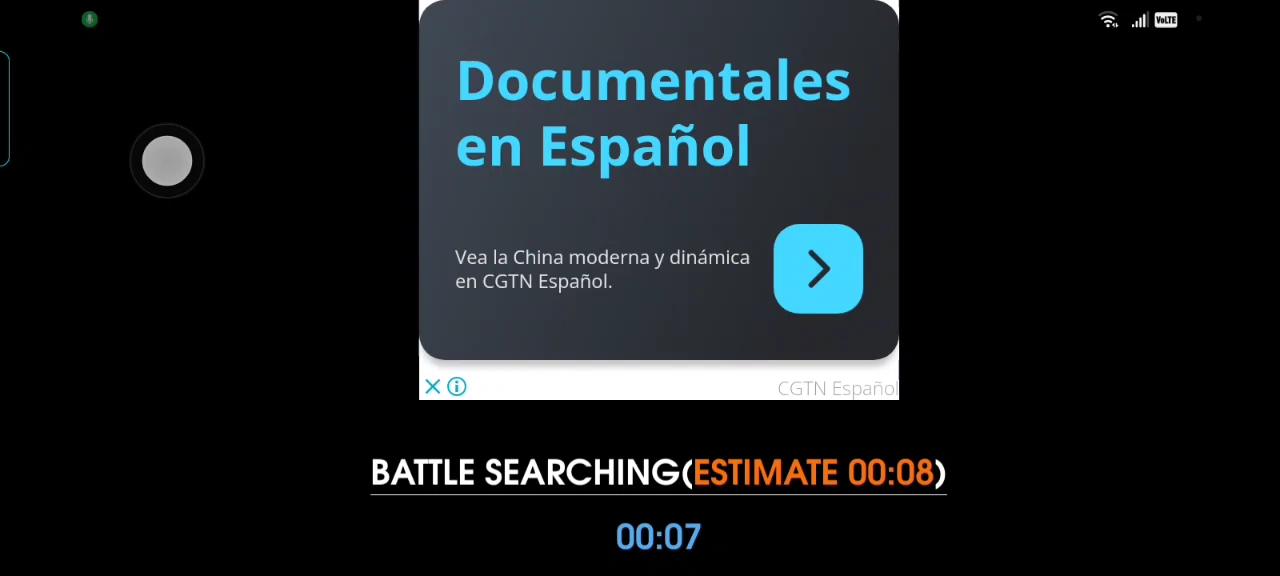 VoLTE
Documentales
en Español
Vea la China moderna y dinámica
en CGTN Español.
CGTN Español
BATTLE SEARCHING(ESTIMATE 00:08)
00:07